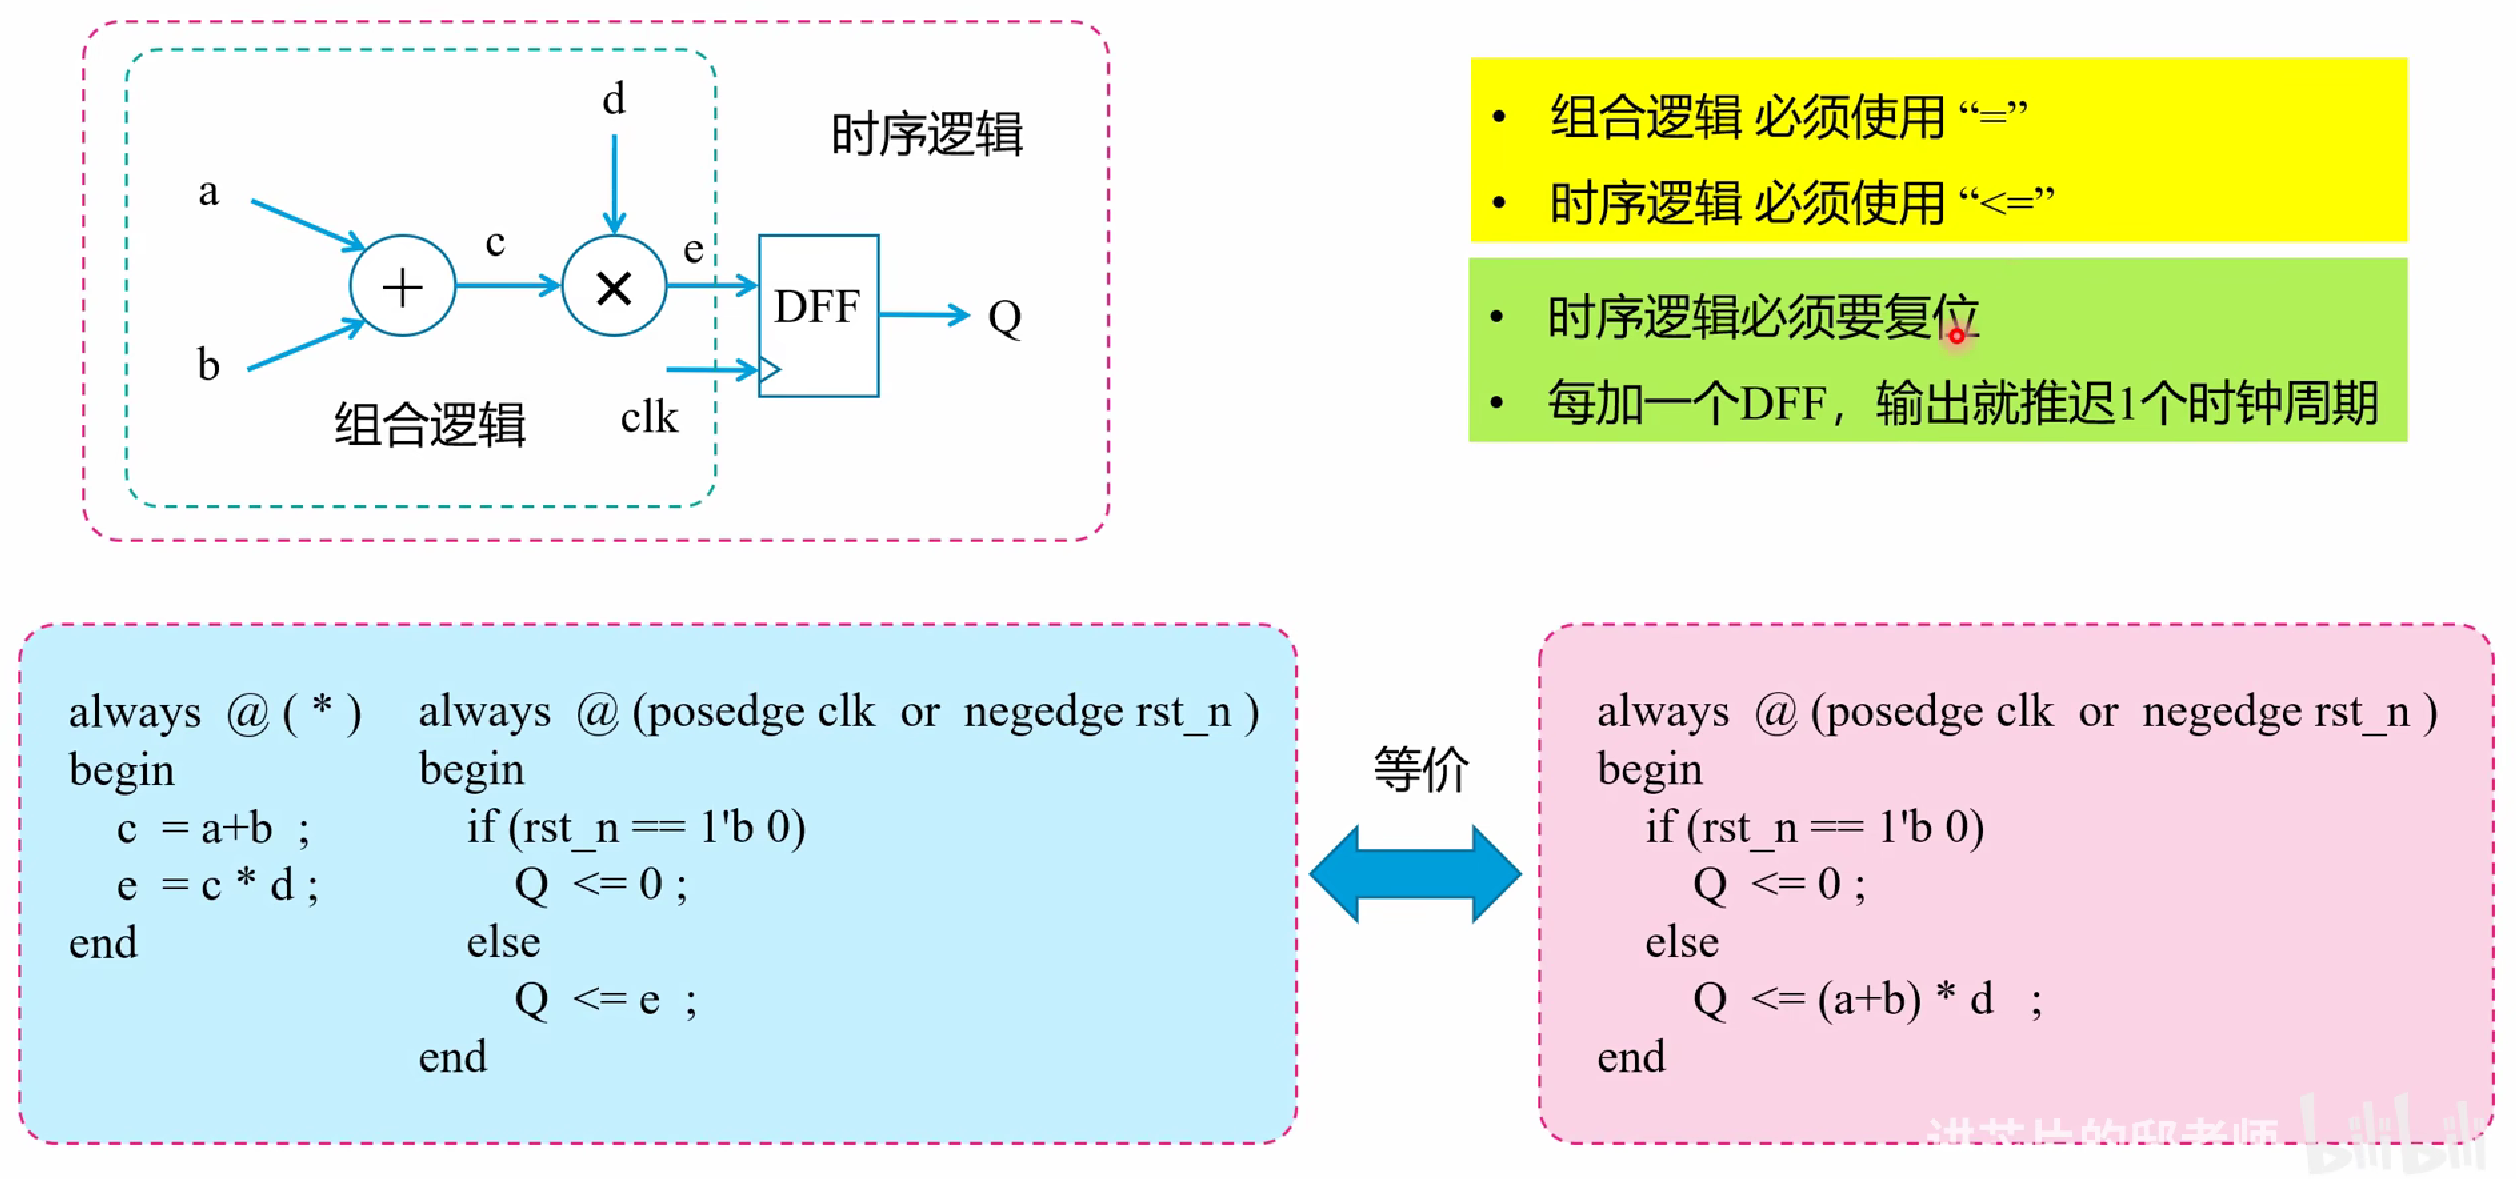 d
时序逻辑
a
c
e
+
×
DFF
Q
b
组合逻辑
clk
• 组合逻辑 必须使用 “=”
• 时序逻辑 必须使用 “<=”
• 时序逻辑必须要复位
• 每加一个DFF，输出就推迟1个时钟周期
always @ ( * )
begin
c = a+b ;
e = c * d ;
end
always @ (posedge clk or negedge rst_n )
begin
if (rst_n == 1'b 0)
Q <= 0 ;
else
Q <= e ;
end
等价
always @ (posedge clk or negedge rst_n )
begin
if (rst_n == 1'b 0)
Q <= 0 ;
else
Q <= (a+b) * d ;
end
进芯片的邸老师
bilibili